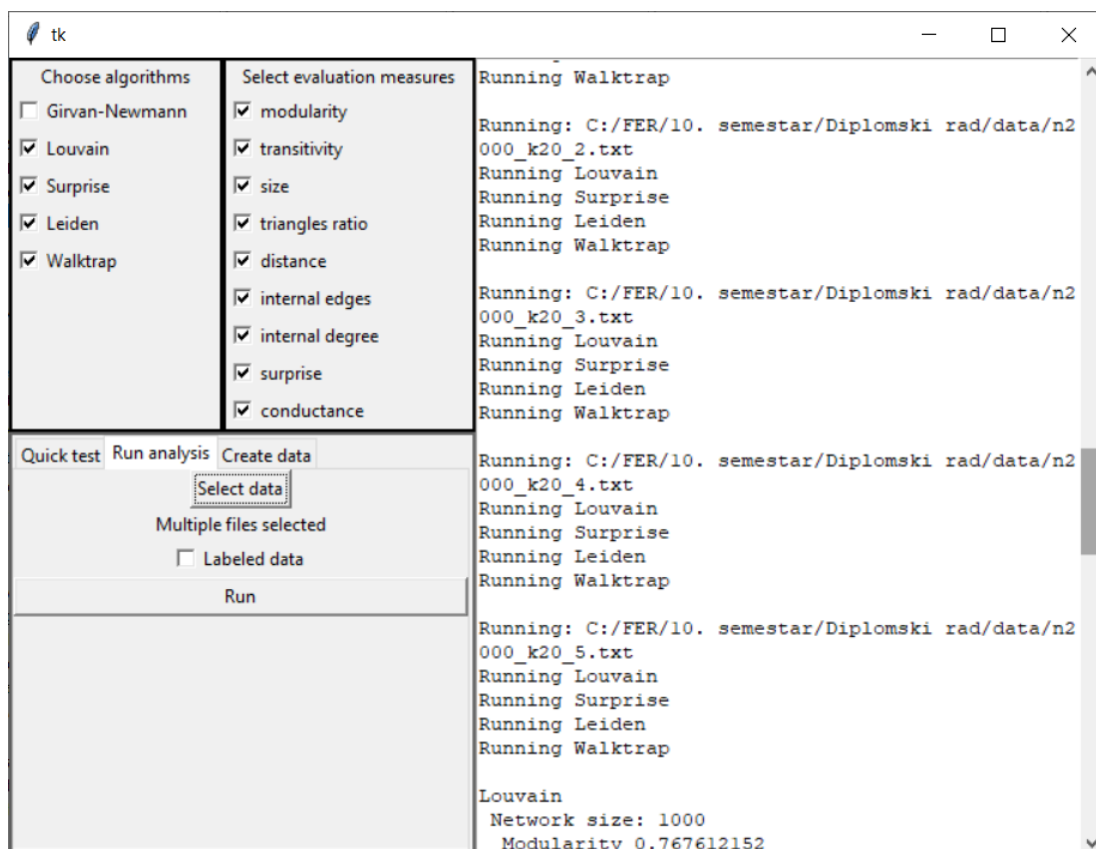 tk
Choose algorithms
Girvan-Newmann
Louvain
Surprise
Leiden
Walktrap
Select evaluation measures
modularity
transitivity
size
triangles ratio
distance
internal edges
internal degree
surprise
conductance
Quick test
Run analysis
Create data
Select data
Multiple files selected
Labeled data
Run
Running Walktrap
Running: C:/FER/10. semestar/Diplomski rad/data/n2
000_k20_2.txt
Running Louvain
Running Surprise
Running Leiden
Running Walktrap
Running: C:/FER/10. semestar/Diplomski rad/data/n2
000_k20_3.txt
Running Louvain
Running Surprise
Running Leiden
Running Walktrap
Running: C:/FER/10. semestar/Diplomski rad/data/n2
000_k20_4.txt
Running Louvain
Running Surprise
Running Leiden
Running Walktrap
Running: C:/FER/10. semestar/Diplomski rad/data/n2
000_k20_5.txt
Running Louvain
Running Surprise
Running Leiden
Running Walktrap
Louvain
Network size: 1000
Modularity 0.767612152